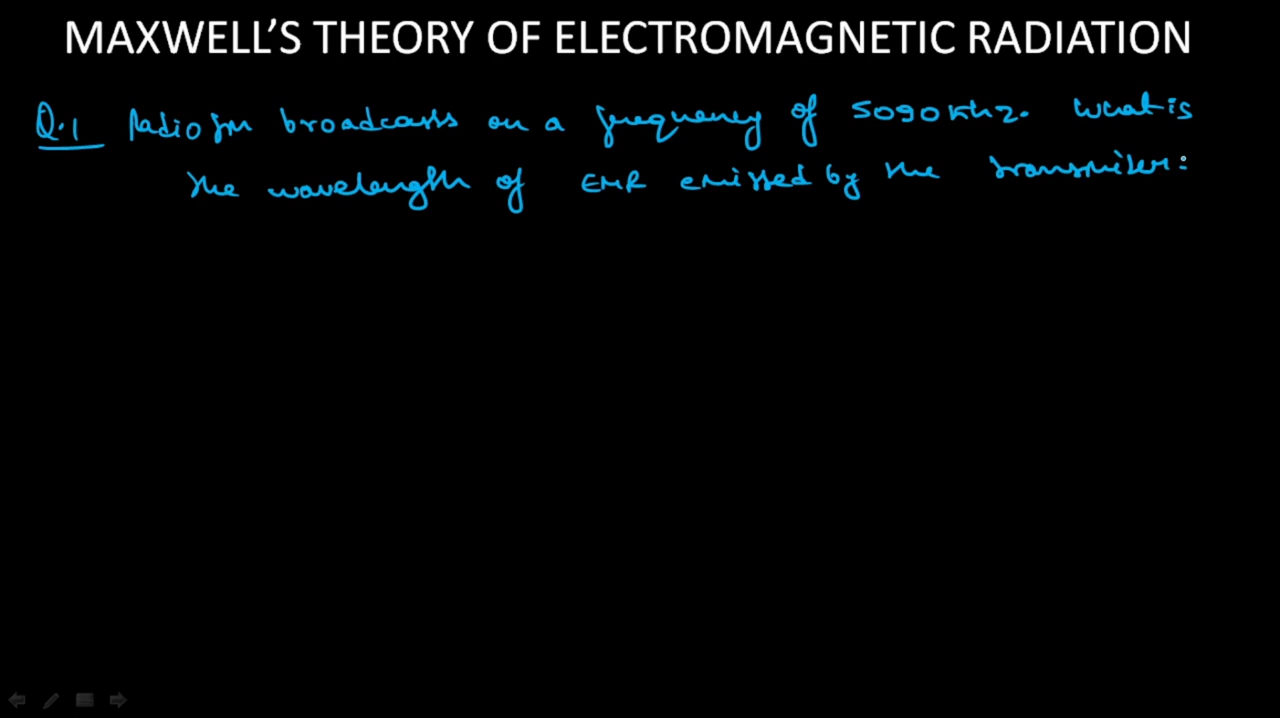 MAXWELL'S THEORY OF ELECTROMAGNETIC RADIATION
Q.1 Radio fm broadcasts on a frequency of 5090 Khz. What is
the wavelength of EMR emitted by the transmitter: